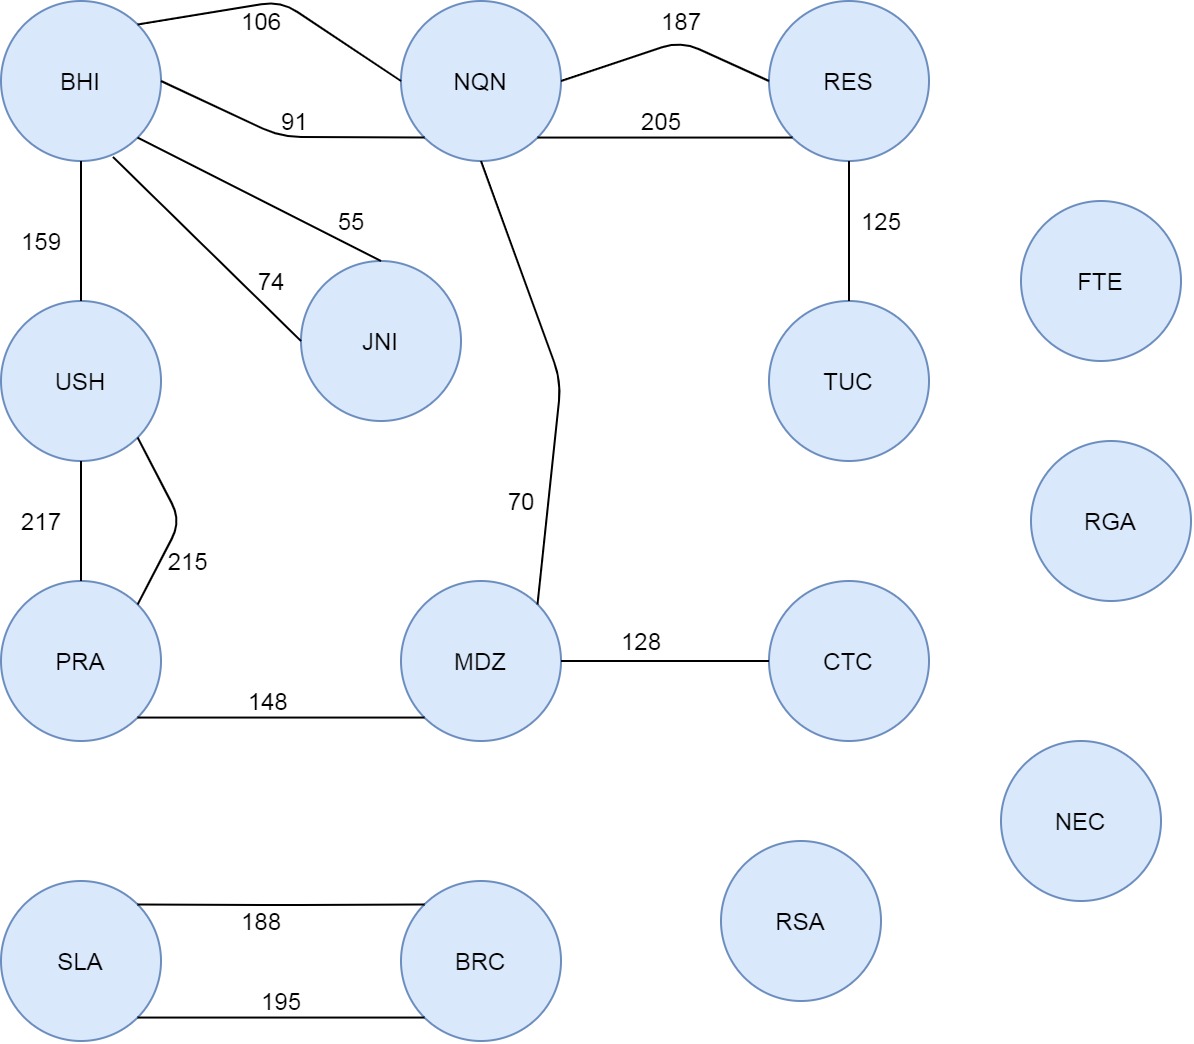 106
187
BHI
NQN
RES
91
205
159
55
125
74
FTE
JNI
USH
TUC
70
217
RGA
215
128
PRA
MDZ
CTC
148
NEC
188
RSA
SLA
BRC
195